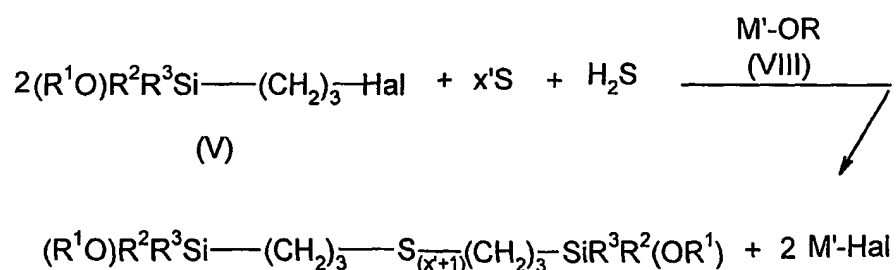 M'-OR
(VIII)
2(R¹O)R²R³Si—(CH₂)₃—Hal + x'S + H₂S
(V)
(R¹O)R²R³Si—(CH₂)₃—S(x'+1)(CH₂)₃—SiR³R²(OR¹) + 2 M'-Hal